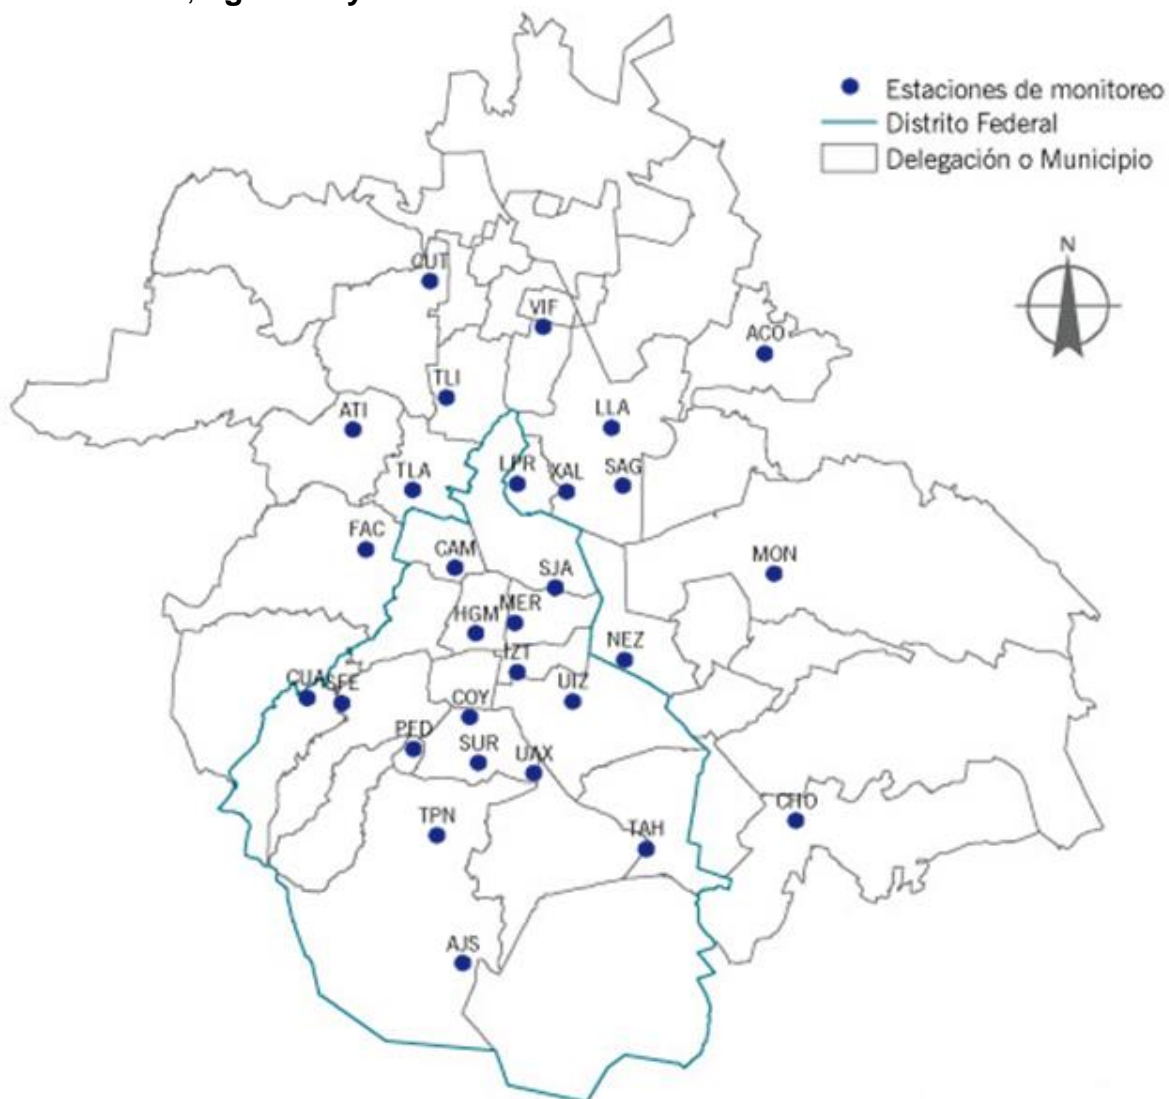 Estaciones de monitoreo
Distrito Federal
Delegación o Municipio
N
CUT
VIF
ACO
TLI
ATI
LLA
TLA
LPR
XAL
SAG
FAC
CAM
SJA
MON
HGM
MER
NEZ
IZT
CUA
SFE
UIZ
COY
PED
SUR
UAX
CHO
TPN
TAH
AJS